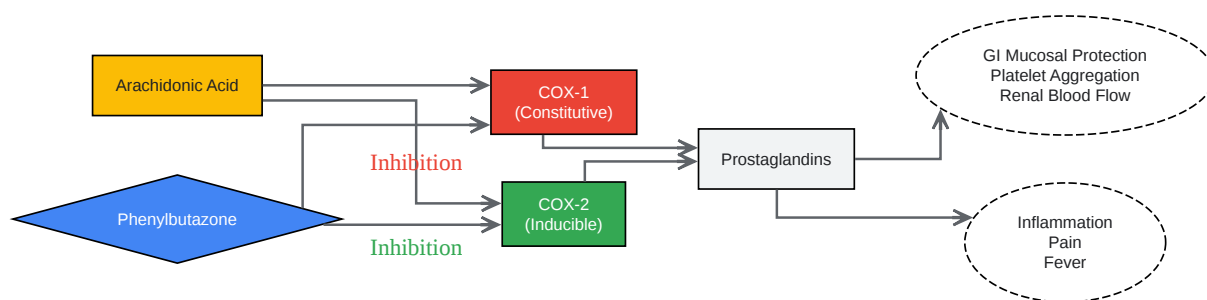 Arachidonic Acid
Phenylbutazone
Inhibition
Inhibition
COX-1
(Constitutive)
COX-2
(Inducible)
Prostaglandins
GI Mucosal Protection
Platelet Aggregation
Renal Blood Flow
Inflammation
Pain
Fever